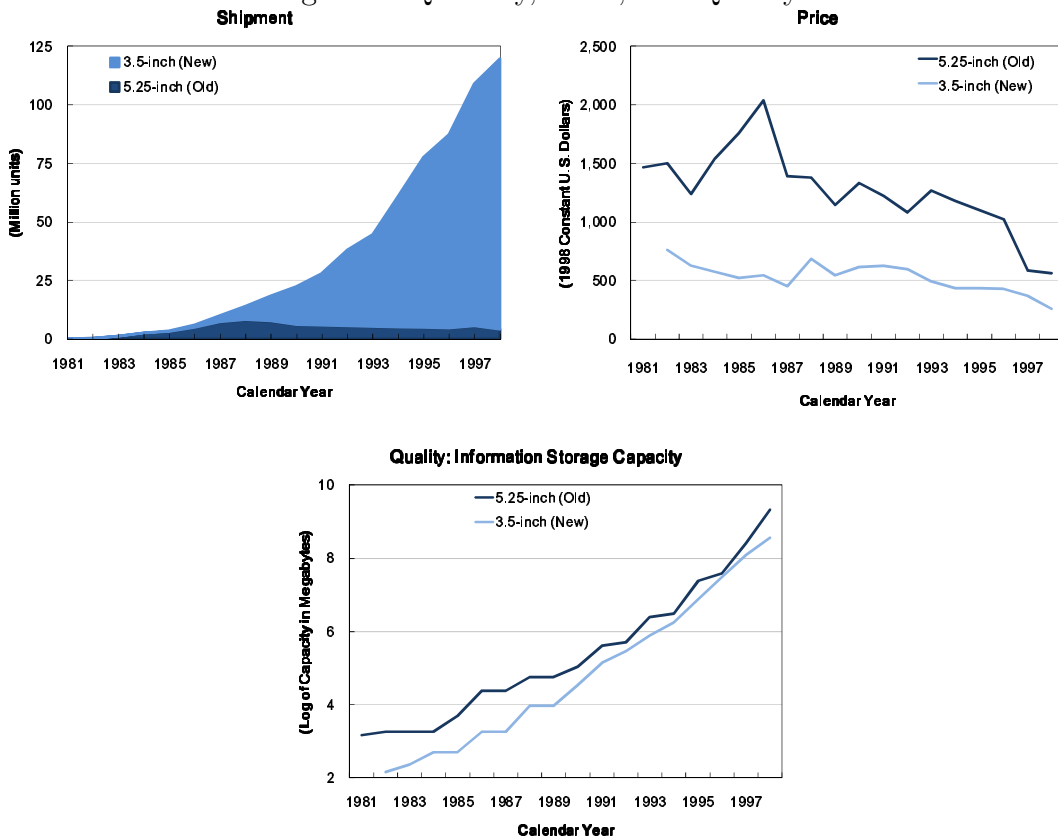 Shipment
125
100
75
50
25
0
(Million units)
3.5-inch (New)
5.25-inch (Old)
1981 1983 1985 1987 1989 1991 1993 1995 1997
Calendar Year
Price
2,500
2,000
1,500
1,000
500
0
(1998 Constant U.S. Dollars)
5.25-inch (Old)
3.5-inch (New)
1981 1983 1985 1987 1989 1991 1993 1995 1997
Calendar Year
Quality: Information Storage Capacity
10
8
6
4
2
(Log of Capacity in Megabytes)
5.25-inch (Old)
3.5-inch (New)
1981 1983 1985 1987 1989 1991 1993 1995 1997
Calendar Year